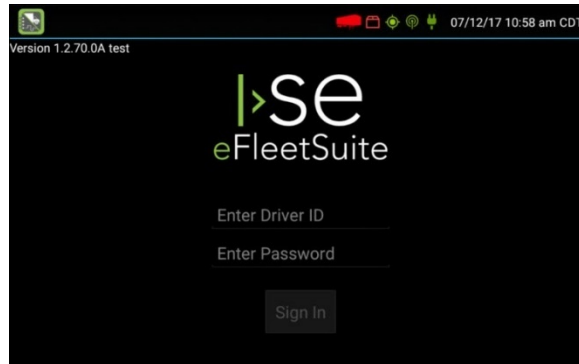 07/12/17 10:58 am CDT
Version 1.2.70.0A test
ISE
eFleetSuite
Enter Driver ID
Enter Password
Sign In